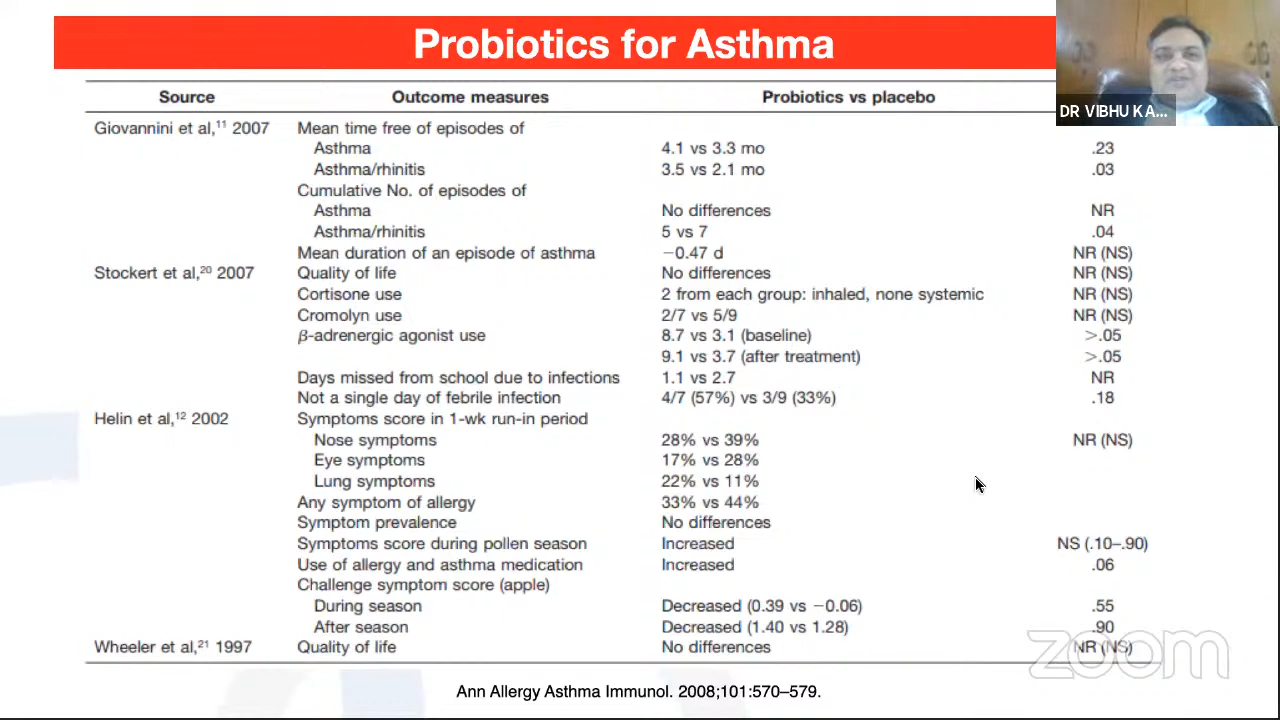 Probiotics for Asthma
DR VIBHU KA...
Source Outcome measures Probiotics vs placebo
Giovannini et al,11 2007 Mean time free of episodes of
Asthma 4.1 vs 3.3 mo .23
Asthma/rhinitis 3.5 vs 2.1 mo .03
Cumulative No. of episodes of
Asthma No differences NR
Asthma/rhinitis 5 vs 7 .04
Mean duration of an episode of asthma −0.47 d NR (NS)
Stockert et al,20 2007 Quality of life No differences NR (NS)
Cortisone use 2 from each group: inhaled, none systemic NR (NS)
Cromolyn use 2/7 vs 5/9 NR (NS)
β-adrenergic agonist use 8.7 vs 3.1 (baseline) >.05
9.1 vs 3.7 (after treatment) >.05
Days missed from school due to infections 1.1 vs 2.7 NR
Not a single day of febrile infection 4/7 (57%) vs 3/9 (33%) .18
Helin et al,12 2002 Symptoms score in 1-wk run-in period
Nose symptoms 28% vs 39% NR (NS)
Eye symptoms 17% vs 28%
Lung symptoms 22% vs 11%
Any symptom of allergy 33% vs 44%
Symptom prevalence No differences
Symptoms score during pollen season Increased NS (.10–.90)
Use of allergy and asthma medication Increased .06
Challenge symptom score (apple)
During season Decreased (0.39 vs −0.06) .55
After season Decreased (1.40 vs 1.28) .90
Wheeler et al,21 1997 Quality of life No differences NR (NS)
zoom
Ann Allergy Asthma Immunol. 2008;101:570–579.